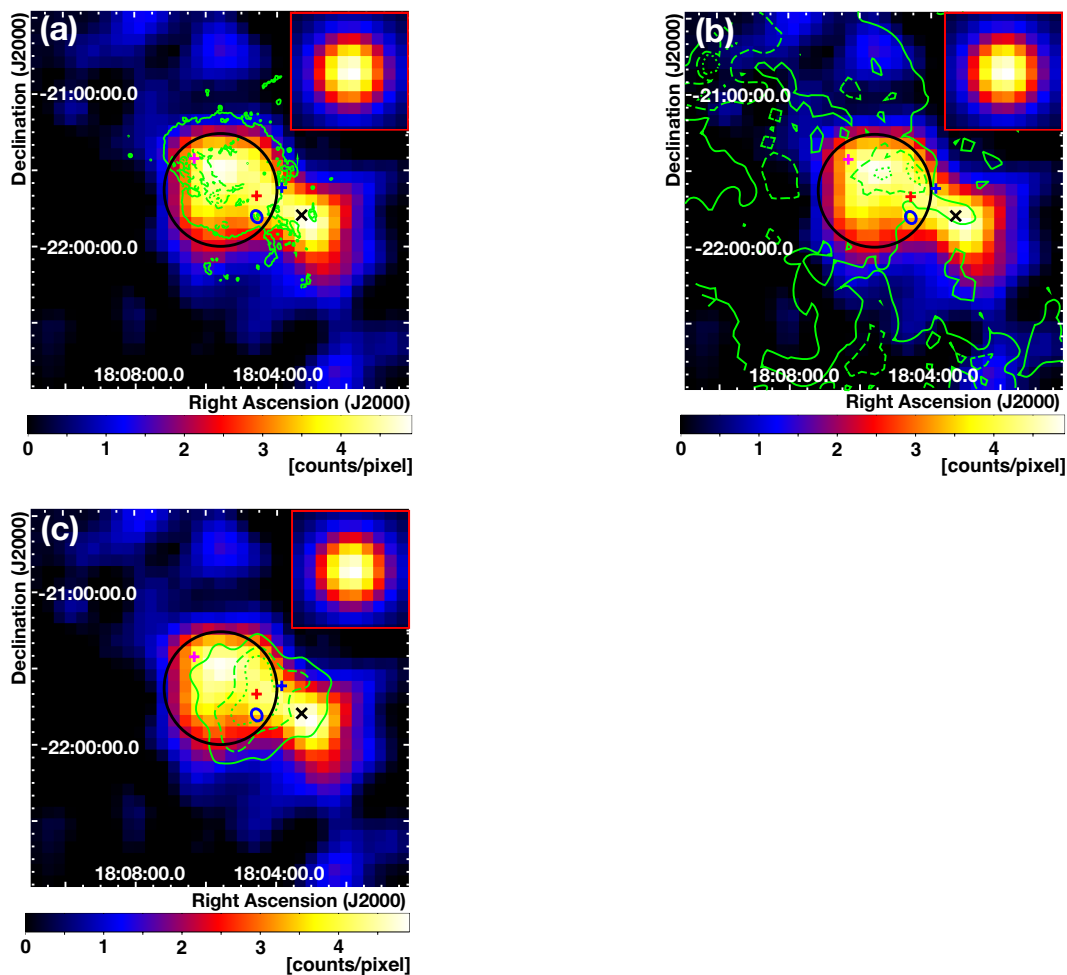 (a)
Declination (J2000)
-21:00:00.0
-22:00:00.0
18:08:00.0 18:04:00.0
Right Ascension (J2000)
0 1 2 3 4
[counts/pixel]
(b)
Declination (J2000)
-21:00:00.0
-22:00:00.0
18:08:00.0 18:04:00.0
Right Ascension (J2000)
0 1 2 3 4
[counts/pixel]
(c)
Declination (J2000)
-21:00:00.0
-22:00:00.0
18:08:00.0 18:04:00.0
Right Ascension (J2000)
0 1 2 3 4
[counts/pixel]